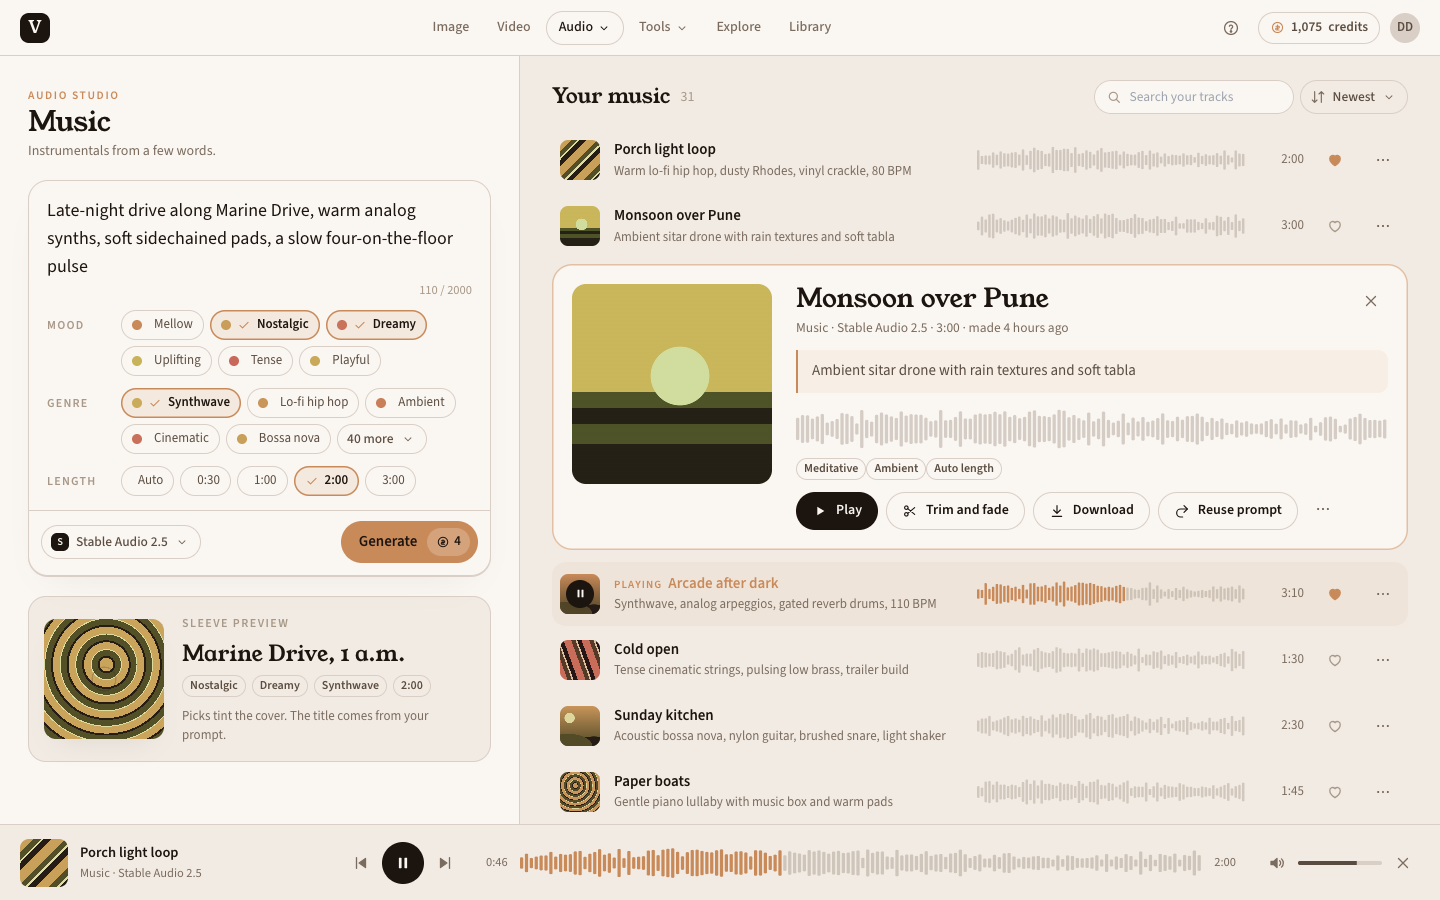 V
Image
Video
Audio
Tools
Explore
Library
1,075 credits
DD
AUDIO STUDIO
Music
Instrumentals from a few words.
Late-night drive along Marine Drive, warm analog
synths, soft sidechained pads, a slow four-on-the-floor
pulse
110 / 2000
MOOD
Mellow
Nostalgic
Dreamy
Uplifting
Tense
Playful
GENRE
Synthwave
Lo-fi hip hop
Ambient
Cinematic
Bossa nova
40 more
LENGTH
Auto
0:30
1:00
2:00
3:00
S
Stable Audio 2.5
Generate
4
SLEEVE PREVIEW
Marine Drive, 1 a.m.
Nostalgic
Dreamy
Synthwave
2:00
Picks tint the cover. The title comes from your
prompt.
Your music 31
Search your tracks
Newest
Porch light loop
Warm lo-fi hip hop, dusty Rhodes, vinyl crackle, 80 BPM
2:00
Monsoon over Pune
Ambient sitar drone with rain textures and soft tabla
3:00
Monsoon over Pune
Music · Stable Audio 2.5 · 3:00 · made 4 hours ago
Ambient sitar drone with rain textures and soft tabla
Meditative
Ambient
Auto length
Play
Trim and fade
Download
Reuse prompt
PLAYING Arcade after dark
Synthwave, analog arpeggios, gated reverb drums, 110 BPM
3:10
Cold open
Tense cinematic strings, pulsing low brass, trailer build
1:30
Sunday kitchen
Acoustic bossa nova, nylon guitar, brushed snare, light shaker
2:30
Paper boats
Gentle piano lullaby with music box and warm pads
1:45
Porch light loop
Music · Stable Audio 2.5
0:46
2:00